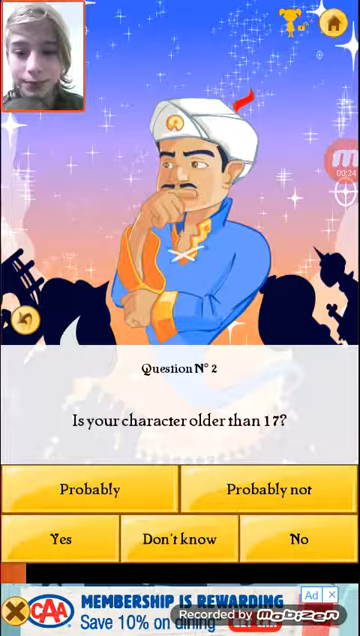 00:24
Question N° 2
Is your character older than 17?
Probably
Probably not
Yes
Don't know
No
Ad
CAA
MEMBERSHIP IS REWARDING
Save 10% on dining
Recorded by Mobizen